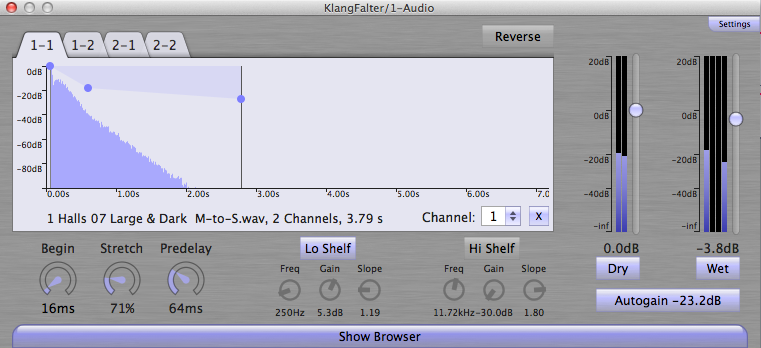 KlangFalter/1-Audio
Settings
1-1 1-2 2-1 2-2
Reverse
0dB
-20dB
-40dB
-60dB
-80dB
0.00s 1.00s 2.00s 3.00s 4.00s 5.00s 6.00s 7.0
1 Halls 07 Large & Dark M-to-S.wav, 2 Channels, 3.79 s
Channel: 1 X
20dB
0dB
-20dB
-40dB
-inf
20dB
0dB
-20dB
-40dB
-inf
0.0dB -3.8dB
Dry Wet
Autogain -23.2dB
Begin Stretch Predelay
16ms 71% 64ms
Lo Shelf
Freq Gain Slope
250Hz 5.3dB 1.19
Hi Shelf
Freq Gain Slope
11.72kHz -30.0dB 1.80
Show Browser